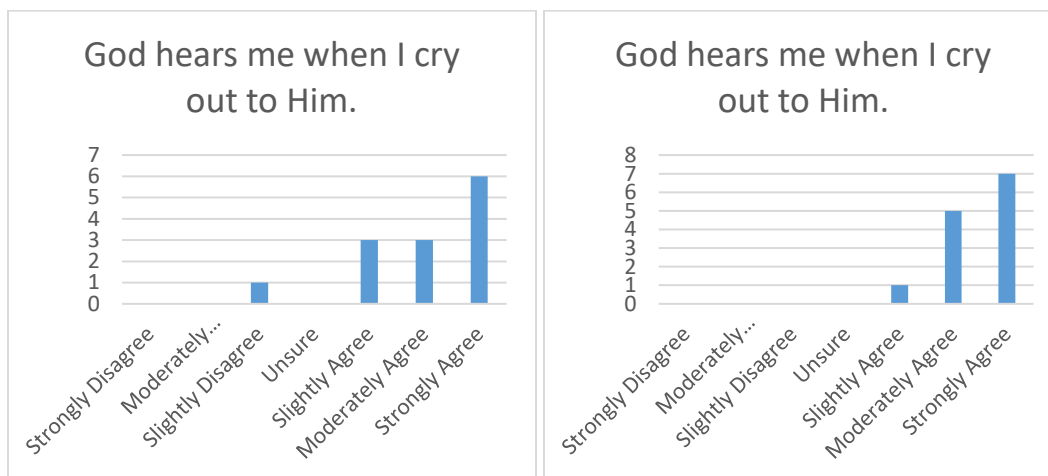 God hears me when I cry
out to Him.
7
6
5
4
3
2
1
0
Strongly Disagree
Moderately…
Slightly Disagree
Unsure
Slightly Agree
Moderately Agree
Strongly Agree
God hears me when I cry
out to Him.
8
7
6
5
4
3
2
1
0
Strongly Disagree
Moderately…
Slightly Disagree
Unsure
Slightly Agree
Moderately Agree
Strongly Agree